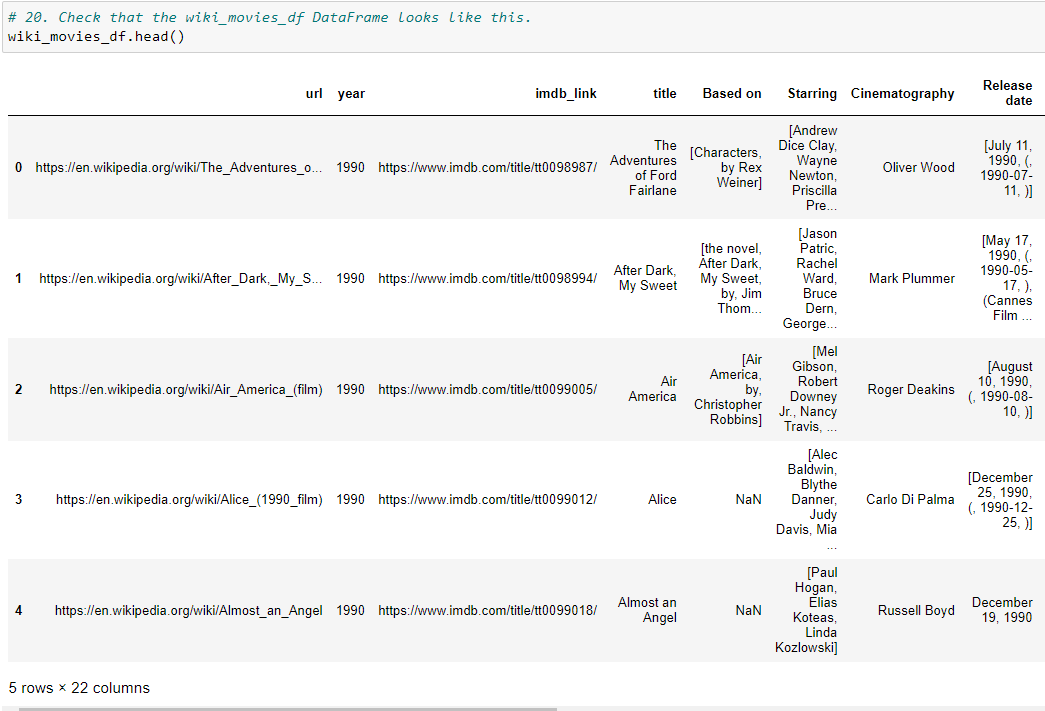 # 20. Check that the wiki_movies_df DataFrame looks like this.
wiki_movies_df.head()
url year imdb_link title Based on Starring Cinematography Release date
0 https://en.wikipedia.org/wiki/The_Adventures_o... 1990 https://www.imdb.com/title/tt0098987/ The Adventures of Ford Fairlane [Characters, by Rex Weiner] [Andrew Dice Clay, Wayne Newton, Priscilla Pre... Oliver Wood [July 11, 1990, (, 1990-07-11, )]
1 https://en.wikipedia.org/wiki/After_Dark,_My_S... 1990 https://www.imdb.com/title/tt0098994/ After Dark, My Sweet [the novel, After Dark, My Sweet, by, Jim Thom... [Jason Patric, Rachel Ward, Bruce Dern, George... Mark Plummer [May 17, 1990, (, 1990-05-17, ), (Cannes Film ...
2 https://en.wikipedia.org/wiki/Air_America_(film) 1990 https://www.imdb.com/title/tt0099005/ Air America [Air America, by, Christopher Robbins] [Mel Gibson, Robert Downey Jr., Nancy Travis, ... Roger Deakins [August 10, 1990, (, 1990-08-10, )]
3 https://en.wikipedia.org/wiki/Alice_(1990_film) 1990 https://www.imdb.com/title/tt0099012/ Alice NaN [Alec Baldwin, Blythe Danner, Judy Davis, Mia ... Carlo Di Palma [December 25, 1990, (, 1990-12-25, )]
4 https://en.wikipedia.org/wiki/Almost_an_Angel 1990 https://www.imdb.com/title/tt0099018/ Almost an Angel NaN [Paul Hogan, Elias Koteas, Linda Kozlowski] Russell Boyd December 19, 1990
5 rows × 22 columns